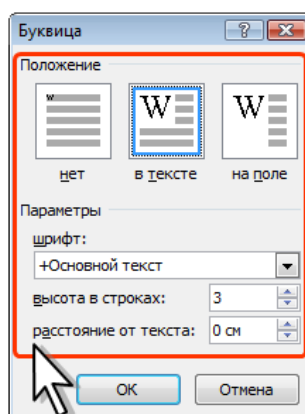 Буквица
Положение
W W W
нет в тексте на поле
Параметры
шрифт:
+Основной текст
высота в строках: 3
расстояние от текста: 0 см
ОК Отмена